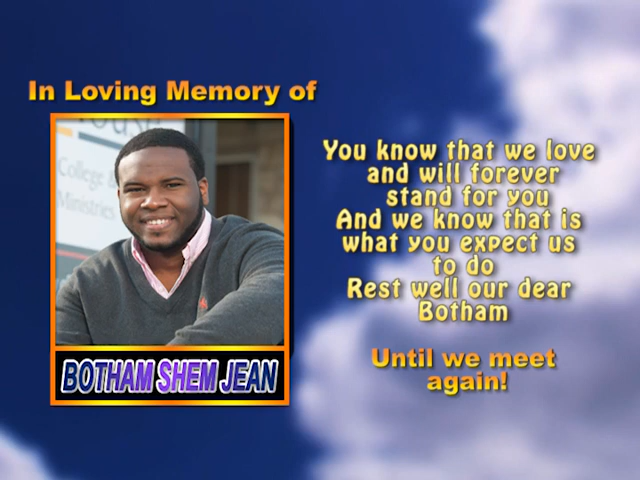 In Loving Memory of
College &
Ministries
BOTHAM SHEM JEAN
You know that we love
and will forever
stand for you
And we know that is
what you expect us
to do
Rest well our dear
Botham
Until we meet
again!